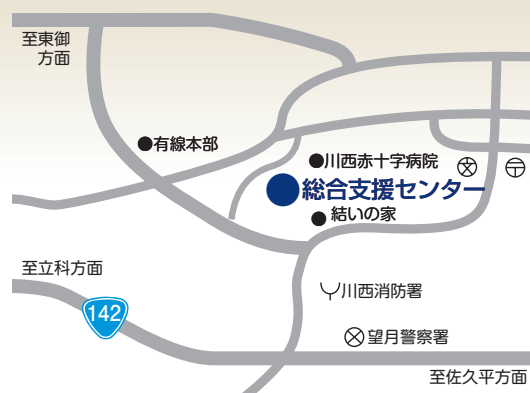 至東御
方面
有線本部
川西赤十字病院
総合支援センター
結いの家
至立科方面
142
川西消防署
望月警察署
至佐久平方面